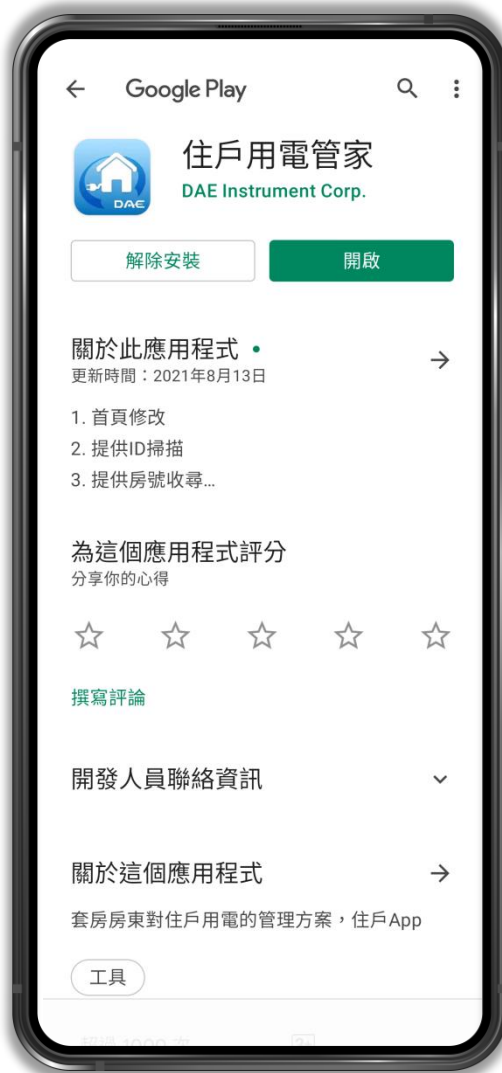 Google Play
住戶用電管家
DAE Instrument Corp.
DAE
解除安裝
開啟
關於此應用程式
更新時間：2021年8月13日
1. 首頁修改
2. 提供ID掃描
3. 提供房號收尋...
為這個應用程式評分
分享你的心得
撰寫評論
開發人員聯絡資訊
關於這個應用程式
套房房東對住戶用電的管理方案，住戶App
工具